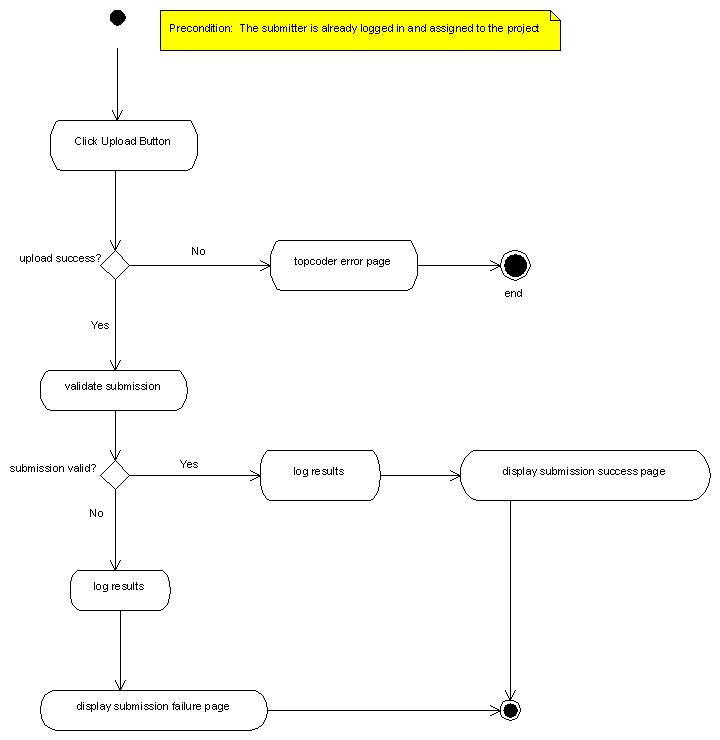 Precondition:  The submitter is already logged in and assigned to the project
Click Upload Button
upload success?
No
topcoder error page
end
Yes
validate submission
submission valid?
Yes
log results
display submission success page
No
log results
display submission failure page